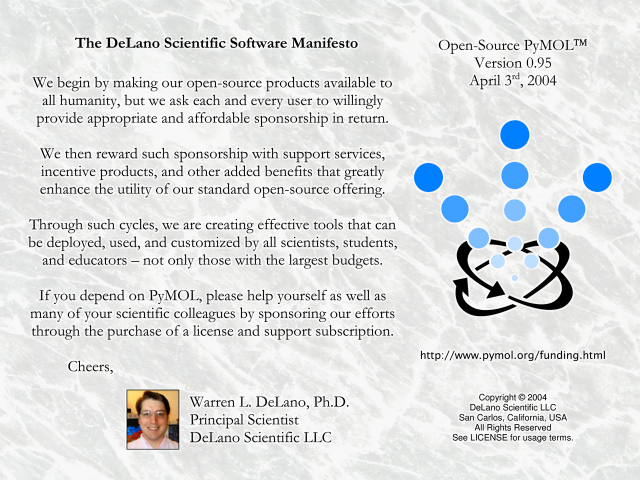 The DeLano Scientific Software Manifesto
We begin by making our open-source products available to
all humanity, but we ask each and every user to willingly
provide appropriate and affordable sponsorship in return.
We then reward such sponsorship with support services,
incentive products, and other added benefits that greatly
enhance the utility of our standard open-source offering.
Through such cycles, we are creating effective tools that can
be deployed, used, and customized by all scientists, students,
and educators – not only those with the largest budgets.
If you depend on PyMOL, please help yourself as well as
many of your scientific colleagues by sponsoring our efforts
through the purchase of a license and support subscription.
Cheers,
Warren L. DeLano, Ph.D.
Principal Scientist
DeLano Scientific LLC
Open-Source PyMOL™
Version 0.95
April 3rd, 2004
http://www.pymol.org/funding.html
Copyright © 2004
DeLano Scientific LLC
San Carlos, California, USA
All Rights Reserved
See LICENSE for usage terms.